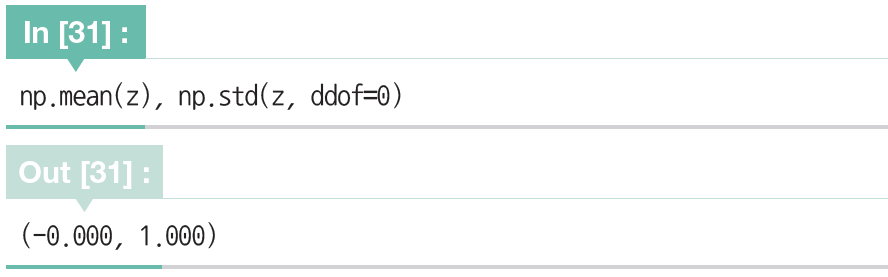 In [31] :
np.mean(z), np.std(z, ddof=0)
Out [31] :
(-0.000, 1.000)